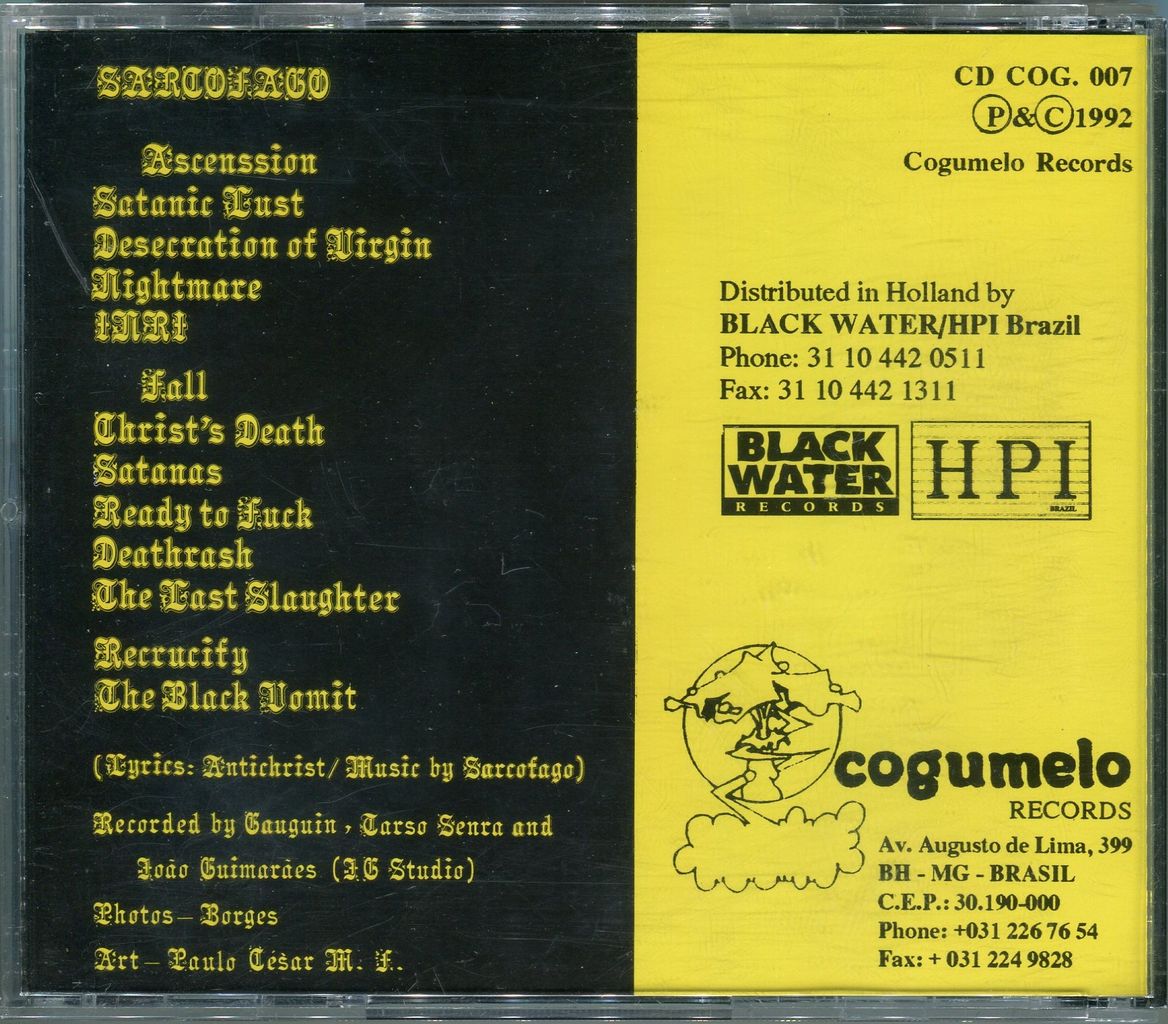 SARCOFAGO
Ascenssion
Satanic Lust
Desecration of Virgin
Nightmare
INRI
Fall
Christ's Death
Satanas
Ready to Fuck
Deathrash
The Last Slaughter
Recrucify
The Black Vomit
(Lyrics: Antichrist/ Music by Sarcofago)
Recorded by Gauguin, Tarso Senra and
João Guimarães (JG Studio)
Photos - Borges
Art - Paulo César M. F.
CD COG. 007
Ⓟ&Ⓒ1992
Cogumelo Records
Distributed in Holland by
BLACK WATER/HPI Brazil
Phone: 31 10 442 0511
Fax: 31 10 442 1311
BLACK
WATER
RECORDS
HPI
BRAZIL
cogumelo
RECORDS
Av. Augusto de Lima, 399
BH - MG - BRASIL
C.E.P.: 30.190-000
Phone: +031 226 76 54
Fax: + 031 224 9828